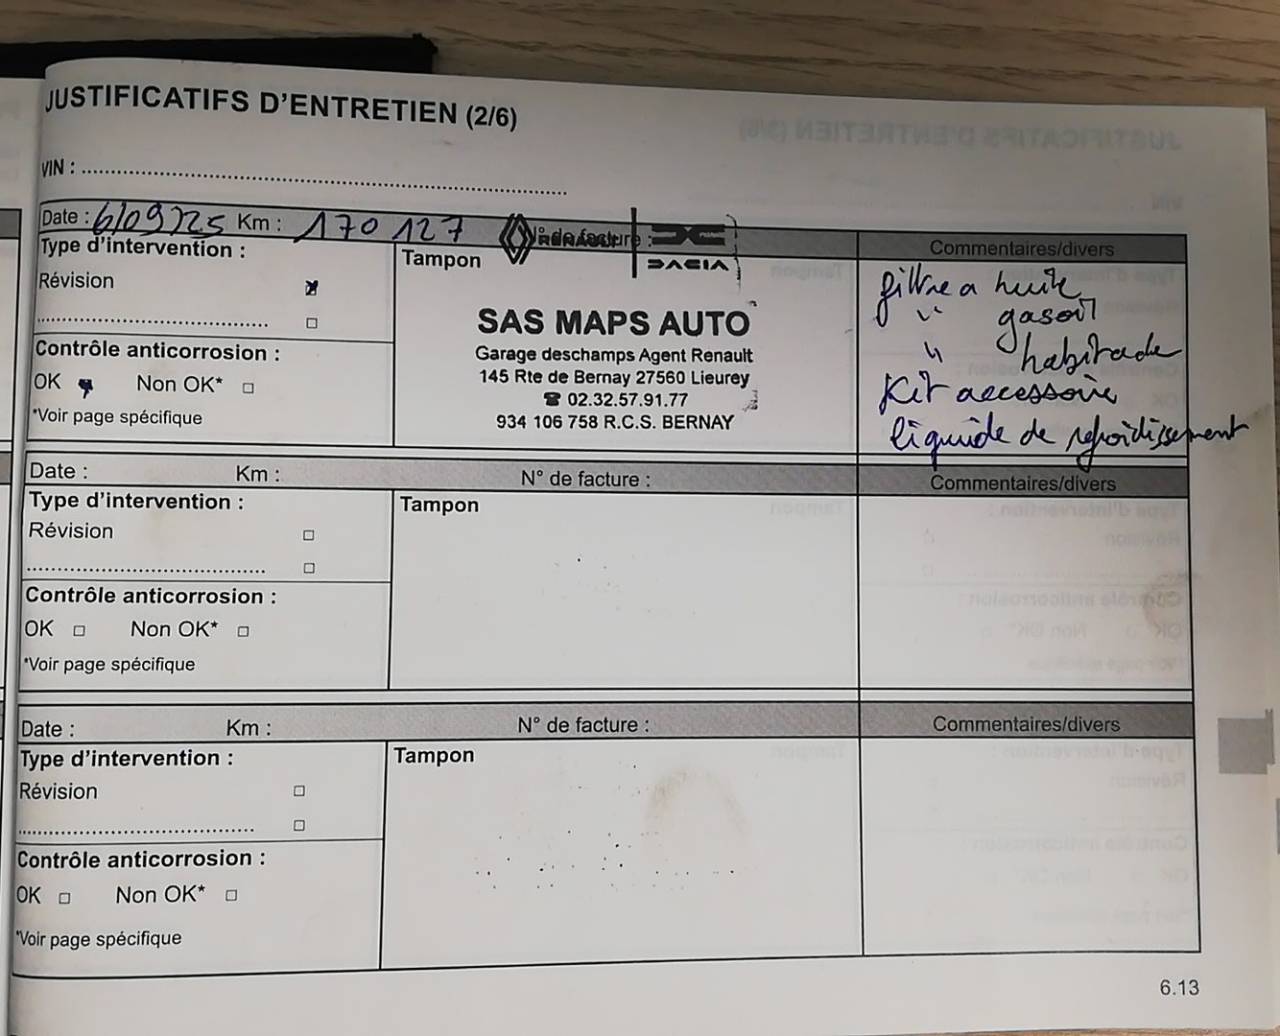 JUSTIFICATIFS D'ENTRETIEN (2/6)
VIN :
Date : 6/09/25 Km : 170 127 N° de facture :
RENAULT
DACIA
Commentaires/divers
Type d'intervention :
Révision
Tampon
Contrôle anticorrosion :
OK Non OK*
*Voir page spécifique
SAS MAPS AUTO
Garage deschamps Agent Renault
145 Rte de Bernay 27560 Lieurey
☎ 02.32.57.91.77
934 106 758 R.C.S. BERNAY
filtre a huile
" gasoil
" habitacle
Kit accessoire
liquide de refroidissement
Date : Km : N° de facture : Commentaires/divers
Type d'intervention :
Révision
Tampon
Contrôle anticorrosion :
OK Non OK*
*Voir page spécifique
Date : Km : N° de facture : Commentaires/divers
Type d'intervention :
Révision
Tampon
Contrôle anticorrosion :
OK Non OK*
*Voir page spécifique
6.13